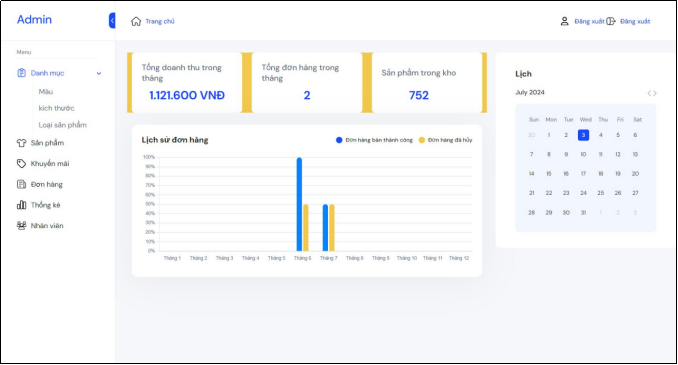 Admin
Trang chủ
Đăng xuất
Đăng xuất
Menu
Danh mục
Màu
kích thước
Loại sản phẩm
Sản phẩm
Khuyến mãi
Đơn hàng
Thống kê
Nhân viên
Tổng doanh thu trong
tháng
1.121.600 VNĐ
Tổng đơn hàng trong
tháng
2
Sản phẩm trong kho
752
Lịch sử đơn hàng
Đơn hàng bán thành công
Đơn hàng đã hủy
100%
90%
80%
70%
60%
50%
40%
30%
20%
10%
0%
Tháng 1 Tháng 2 Tháng 3 Tháng 4 Tháng 5 Tháng 6 Tháng 7 Tháng 8 Tháng 9 Tháng 10 Tháng 11 Tháng 12
Lịch
July 2024
Sun Mon Tue Wed Thu Fri Sat
30 1 2 3 4 5 6
7 8 9 10 11 12 13
14 15 16 17 18 19 20
21 22 23 24 25 26 27
28 29 30 31 1 2 3